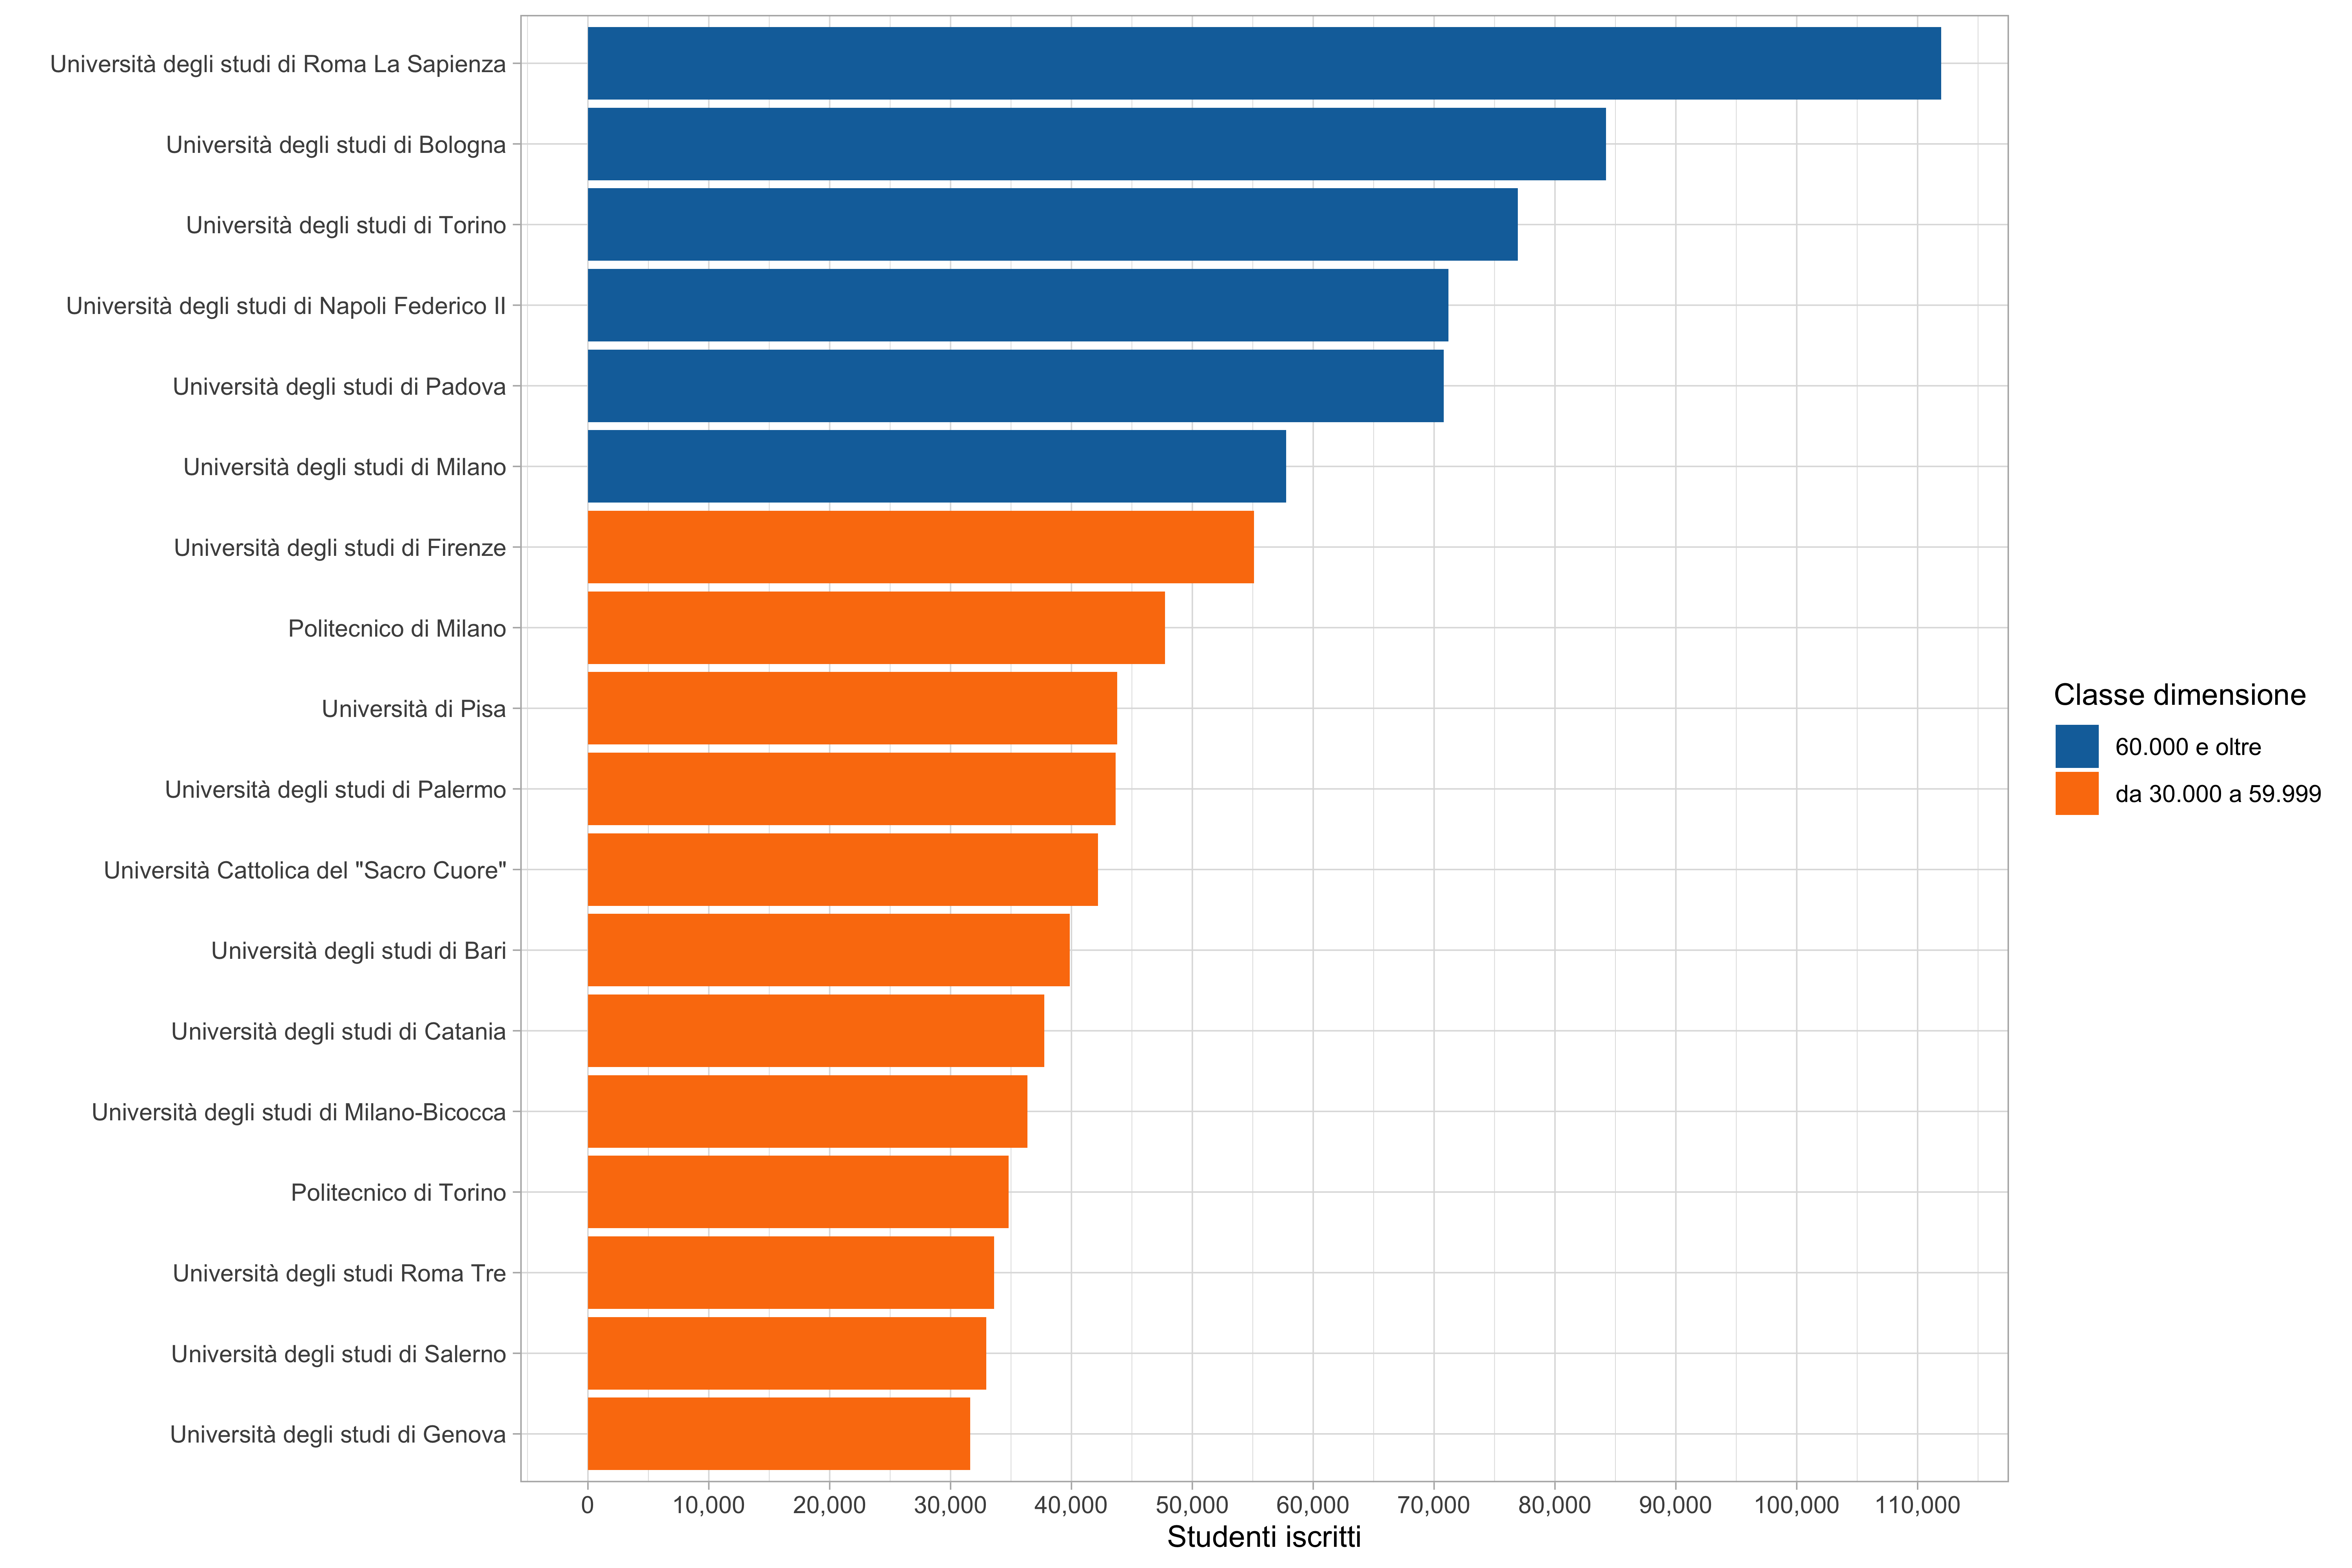 Università degli studi di Roma La Sapienza
Università degli studi di Bologna
Università degli studi di Torino
Università degli studi di Napoli Federico II
Università degli studi di Padova
Università degli studi di Milano
Università degli studi di Firenze
Politecnico di Milano
Università di Pisa
Università degli studi di Palermo
Università Cattolica del "Sacro Cuore"
Università degli studi di Bari
Università degli studi di Catania
Università degli studi di Milano-Bicocca
Politecnico di Torino
Università degli studi Roma Tre
Università degli studi di Salerno
Università degli studi di Genova
0 10,000 20,000 30,000 40,000 50,000 60,000 70,000 80,000 90,000 100,000 110,000
Studenti iscritti
Classe dimensione
60.000 e oltre
da 30.000 a 59.999